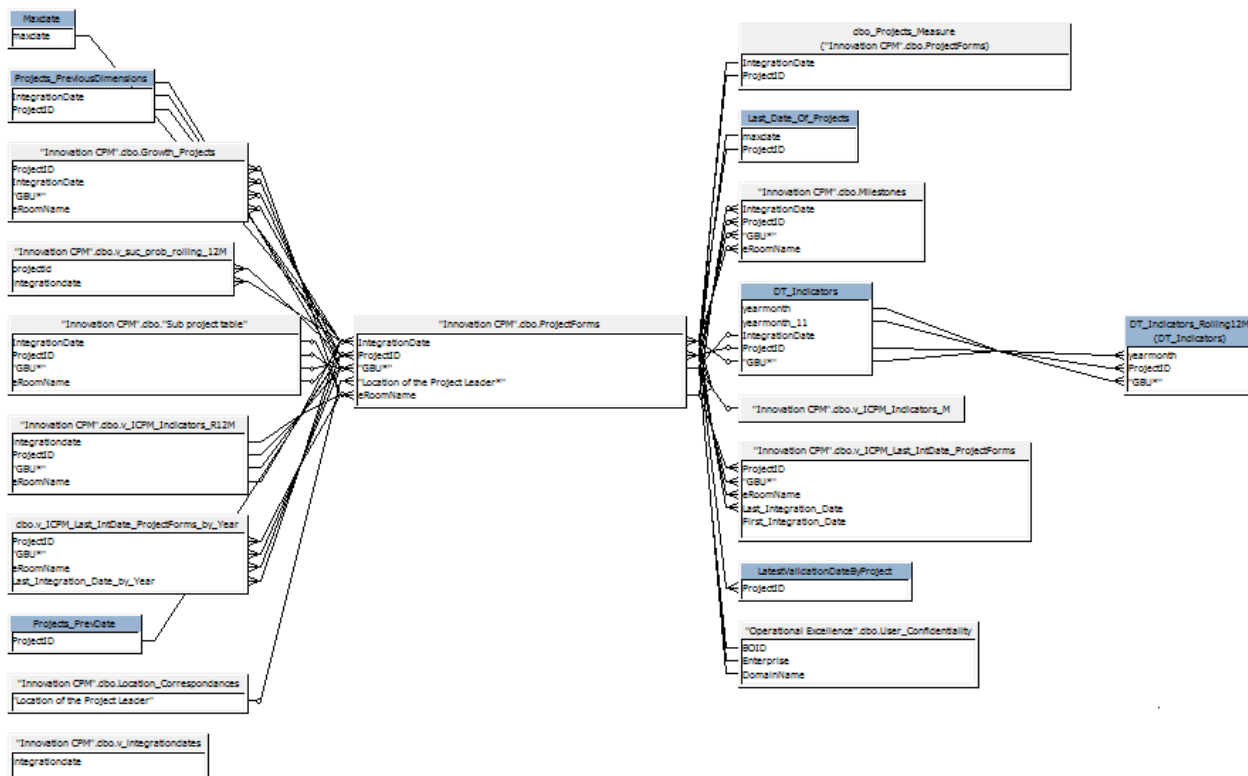 Maxdate
maxdate
Projects_PreviousDimensions
IntegrationDate
ProjectID
"Innovation CPM".dbo.Growth_Projects
ProjectID
IntegrationDate
"GBU*"
eRoomName
"Innovation CPM".dbo.v_suc_prob_rolling_12M
projectid
integrationdate
"Innovation CPM".dbo."Sub project table"
IntegrationDate
ProjectID
"GBU*"
eRoomName
"Innovation CPM".dbo.v_ICPM_Indicators_R12M
integrationdate
ProjectID
"GBU*"
eRoomName
dbo.v_ICPM_Last_IntDate_ProjectForms_by_Year
ProjectID
"GBU*"
eRoomName
Last_Integration_Date_by_Year
Projects_PrevDate
ProjectID
"Innovation CPM".dbo.Location_Correspondances
"Location of the Project Leader"
"Innovation CPM".dbo.v_integrationdates
integrationdate
"Innovation CPM".dbo.ProjectForms
IntegrationDate
ProjectID
"GBU*"
"Location of the Project Leader*"
eRoomName
dbo_Projects_Measure
("Innovation CPM".dbo.ProjectForms)
IntegrationDate
ProjectID
Last_Date_Of_Projects
maxdate
ProjectID
"Innovation CPM".dbo.Milestones
IntegrationDate
ProjectID
"GBU*"
eRoomName
DT_Indicators
yearmonth
yearmonth_11
IntegrationDate
ProjectID
"GBU*"
"Innovation CPM".dbo.v_ICPM_Indicators_M
"Innovation CPM".dbo.v_ICPM_Last_IntDate_ProjectForms
ProjectID
"GBU*"
eRoomName
Last_Integration_Date
First_Integration_Date
LatestValidationDateByProject
ProjectID
"Operational Excellence".dbo.User_Confidentiality
BOID
Enterprise
DomainName
DT_Indicators_Rolling12M
(DT_Indicators)
yearmonth
ProjectID
"GBU*"